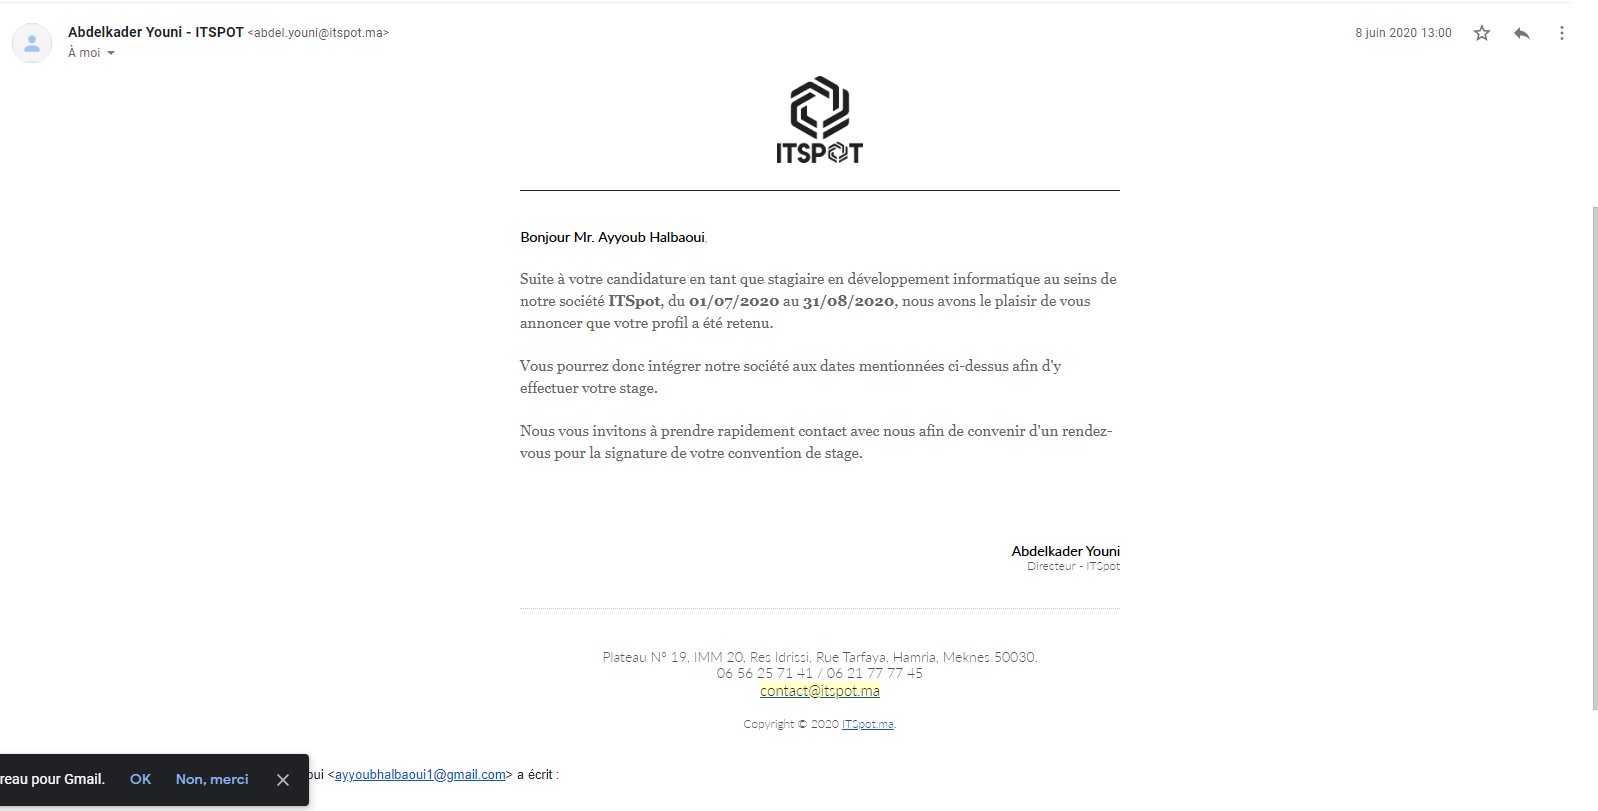 Abdelkader Youni - ITSPOT <abdel.youni@itspot.ma>
8 juin 2020 13:00
À moi
ITSPOT
Bonjour Mr. Ayyoub Halbaoui.
Suite à votre candidature en tant que stagiaire en développement informatique au seins de
notre société ITSpot, du 01/07/2020 au 31/08/2020, nous avons le plaisir de vous
annoncer que votre profil a été retenu.
Vous pourrez donc intégrer notre société aux dates mentionnées ci-dessus afin d'y
effectuer votre stage.
Nous vous invitons à prendre rapidement contact avec nous afin de convenir d'un rendez-
vous pour la signature de votre convention de stage.
Abdelkader Youni
Directeur - ITSpot
Plateau N° 19, IMM 20, Res Idrissi, Rue Tarfaya, Hamria, Meknes 50030.
06 56 25 71 41 / 06 21 77 77 45
contact@itspot.ma
Copyright © 2020 ITSpot.ma.
reau pour Gmail. OK Non, merci
oui <ayyoubhalbaoui1@gmail.com> a écrit :